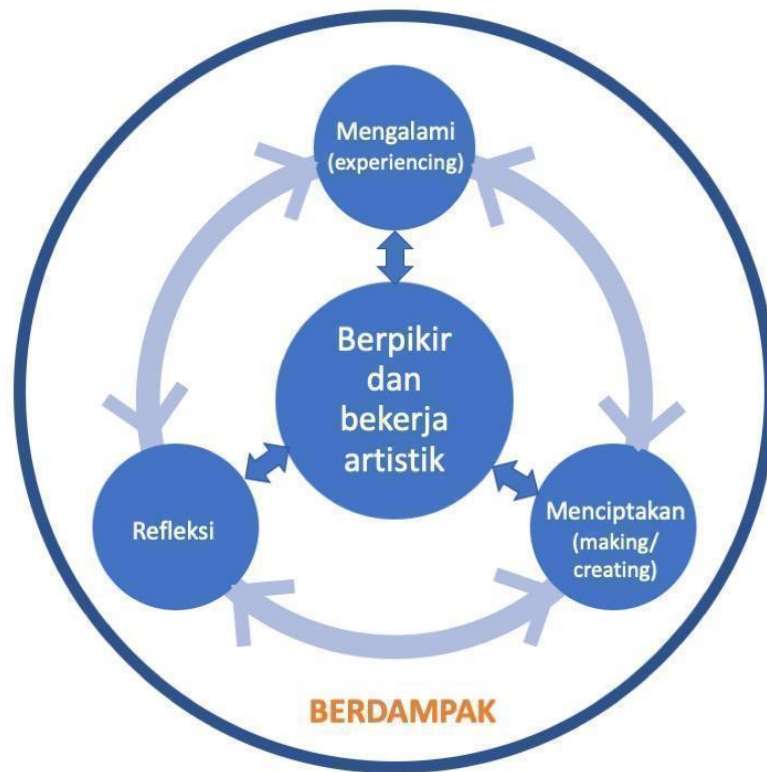 Mengalami
(experiencing)
Berpikir
dan
bekerja
artistik
Refleksi
Menciptakan
(making/
creating)
BERDAMPAK